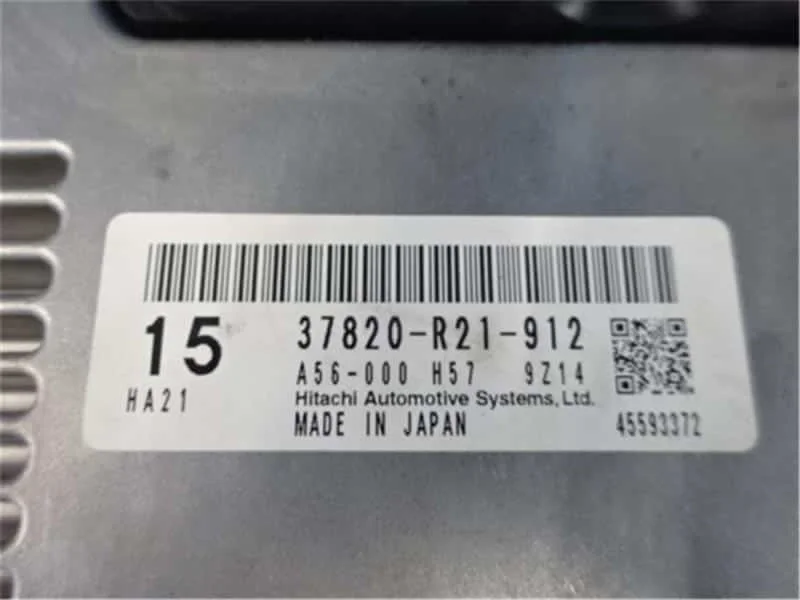 15 37820-R21-912
A56-000 H57 9Z14
HA21 Hitachi Automotive Systems, Ltd.
MADE IN JAPAN 45593372